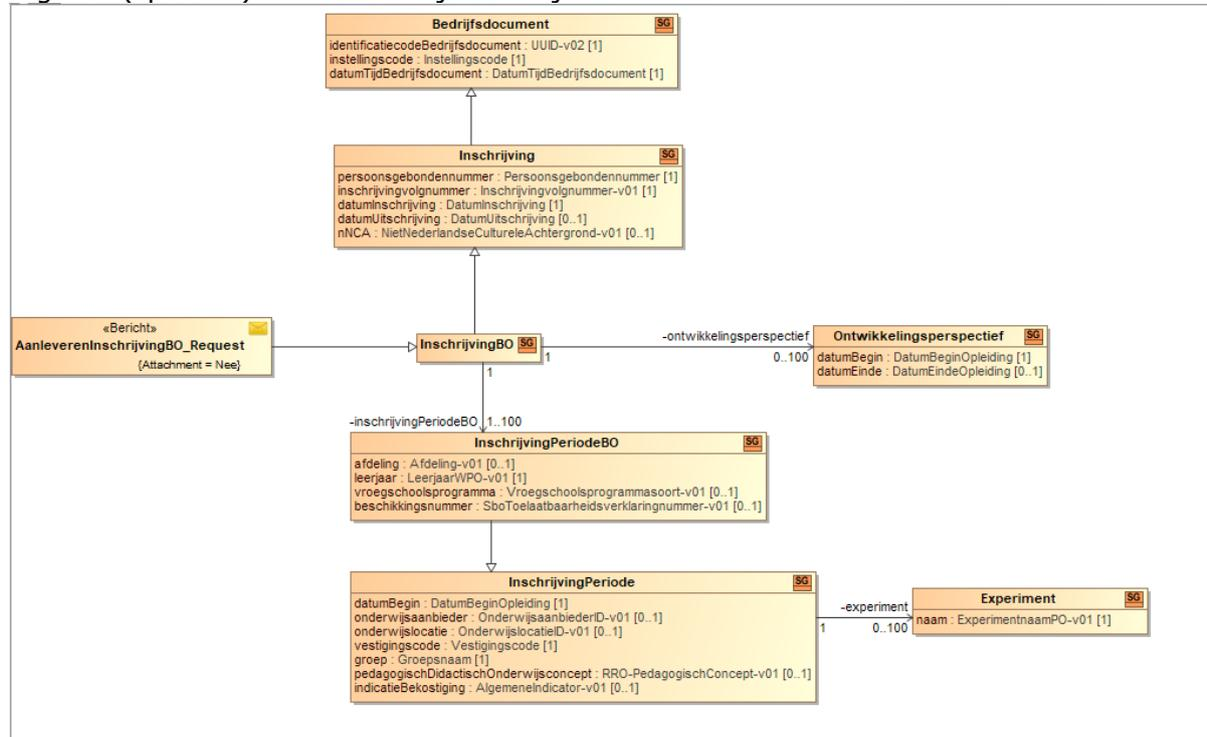 Bedrijfsdocument SG
identificatiecodeBedrijfsdocument : UUID-v02 [1]
instellingscode : Instellingscode [1]
datumTijdBedrijfsdocument : DatumTijdBedrijfsdocument [1]
Inschrijving SG
persoonsgebondennummer : Persoonsgebondennummer [1]
inschrijvingvolgnummer : Inschrijvingvolgnummer-v01 [1]
datumInschrijving : DatumInschrijving [1]
datumUitschrijving : DatumUitschrijving [0..1]
nNCA : NietNederlandseCultureleAchtergrond-v01 [0..1]
«Bericht»
AanleverenInschrijvingBO_Request
{Attachment = Nee}
InschrijvingBO SG
1
-ontwikkelingsperspectief
0..100
Ontwikkelingsperspectief SG
datumBegin : DatumBeginOpleiding [1]
datumEinde : DatumEindeOpleiding [0..1]
1
-inschrijvingPeriodeBO 1..100
InschrijvingPeriodeBO SG
afdeling : Afdeling-v01 [0..1]
leerjaar : LeerjaarWPO-v01 [1]
vroegschoolsprogramma : Vroegschoolsprogrammasoort-v01 [0..1]
beschikkingsnummer : SboToelaatbaarheidsverklaringnummer-v01 [0..1]
InschrijvingPeriode SG
datumBegin : DatumBeginOpleiding [1]
onderwijsaanbieder : OnderwijsaanbiederID-v01 [0..1]
onderwijslocatie : OnderwijslocatieID-v01 [0..1]
vestigingscode : Vestigingscode [1]
groep : Groepsnaam [1]
pedagogischDidactischOnderwijsconcept : RRO-PedagogischConcept-v01 [0..1]
indicatieBekostiging : AlgemeneIndicator-v01 [0..1]
-experiment
1 0..100
Experiment SG
naam : ExperimentnaamPO-v01 [1]